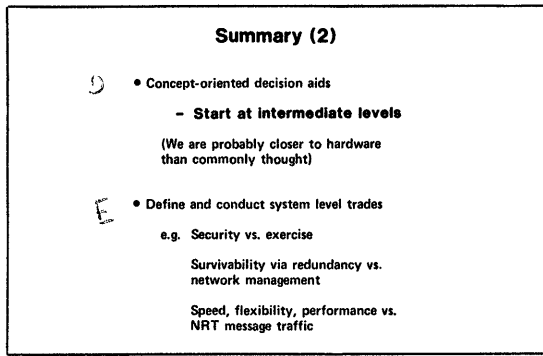 Summary (2)
D • Concept-oriented decision aids
– Start at intermediate levels
(We are probably closer to hardware
than commonly thought)
E • Define and conduct system level trades
e.g. Security vs. exercise
Survivability via redundancy vs.
network management
Speed, flexibility, performance vs.
NRT message traffic